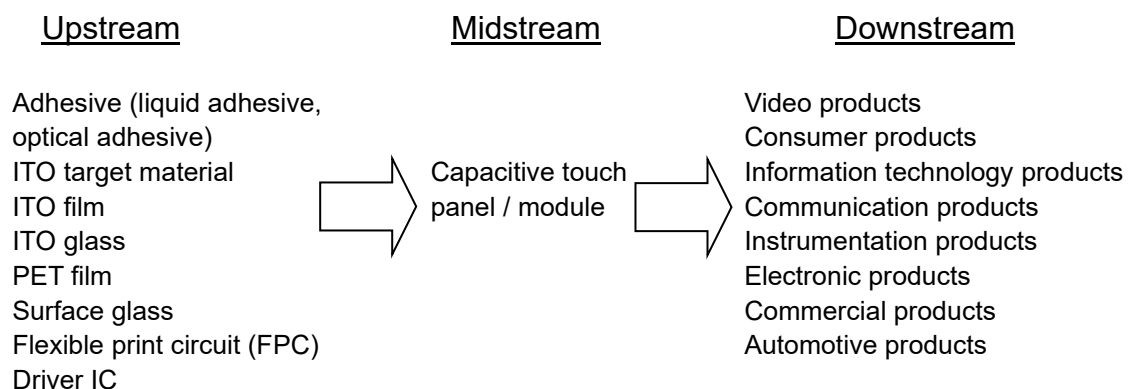 Upstream
Midstream
Downstream
Adhesive (liquid adhesive,
optical adhesive)
ITO target material
ITO film
ITO glass
PET film
Surface glass
Flexible print circuit (FPC)
Driver IC
Capacitive touch
panel / module
Video products
Consumer products
Information technology products
Communication products
Instrumentation products
Electronic products
Commercial products
Automotive products